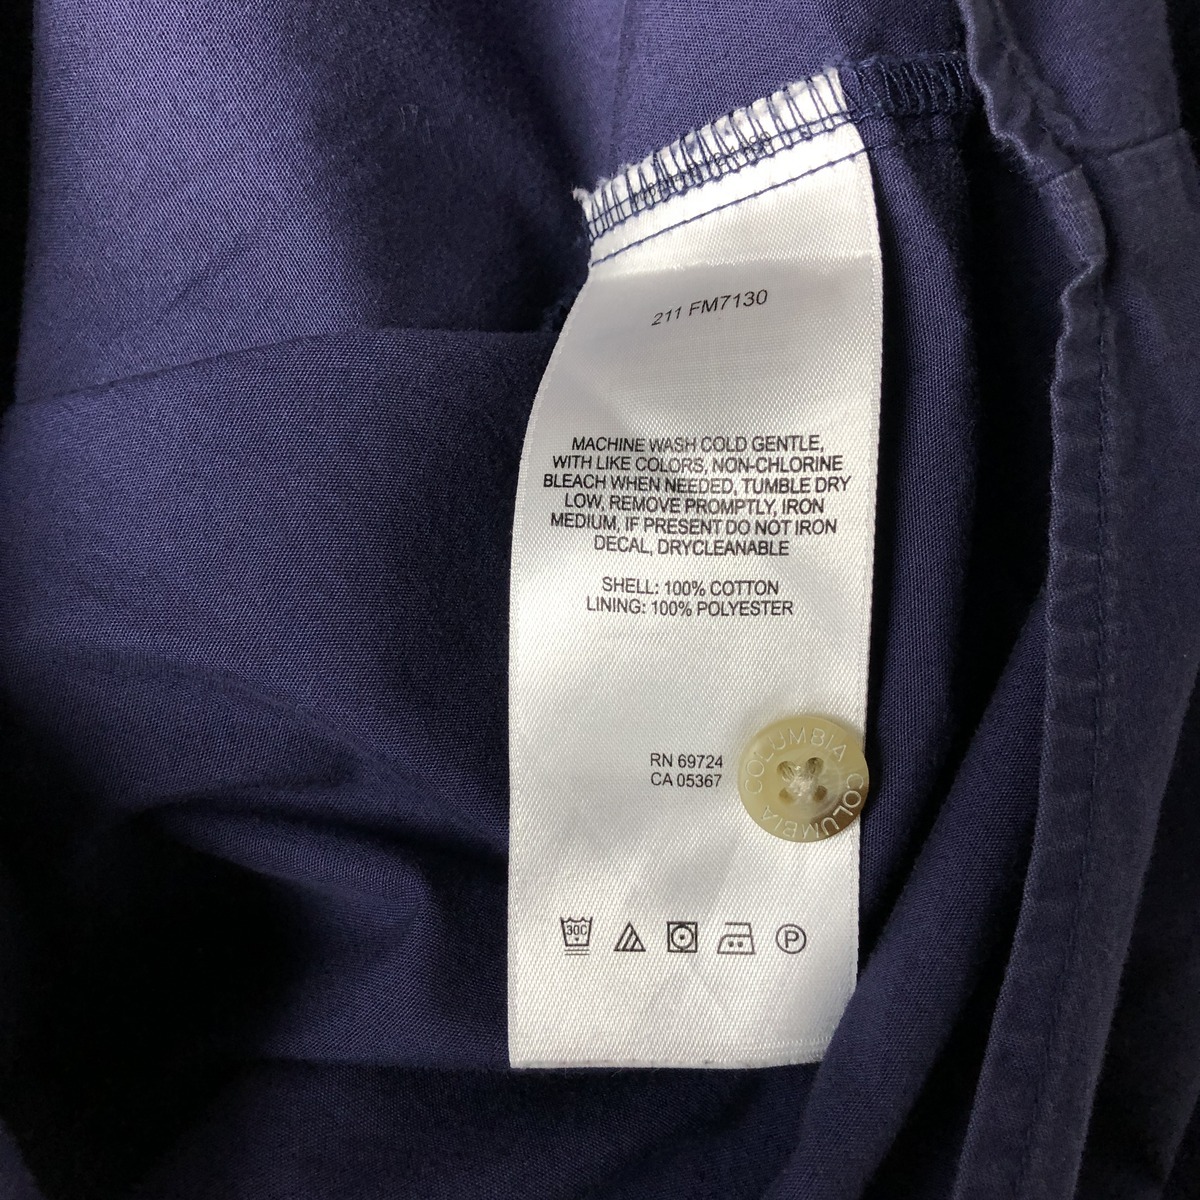 211 FM7130
MACHINE WASH COLD GENTLE,
WITH LIKE COLORS, NON-CHLORINE
BLEACH WHEN NEEDED, TUMBLE DRY
LOW, REMOVE PROMPTLY, IRON
MEDIUM, IF PRESENT DO NOT IRON
DECAL, DRYCLEANABLE
SHELL: 100% COTTON
LINING: 100% POLYESTER
RN 69724
CA 05367
COLUMBIA COLUMBIA
30C
P